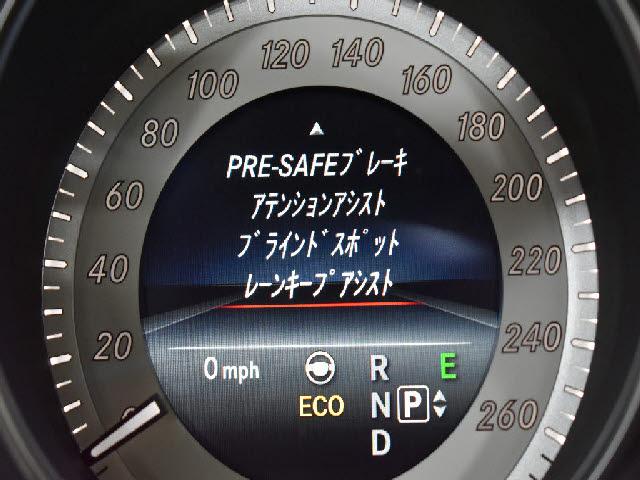 20
40
60
80
100
120
140
160
180
200
220
240
260
PRE-SAFEブレーキ
アテンションアシスト
ブラインドスポット
レーンキープアシスト
0 mph
R
E
ECO
N P
D